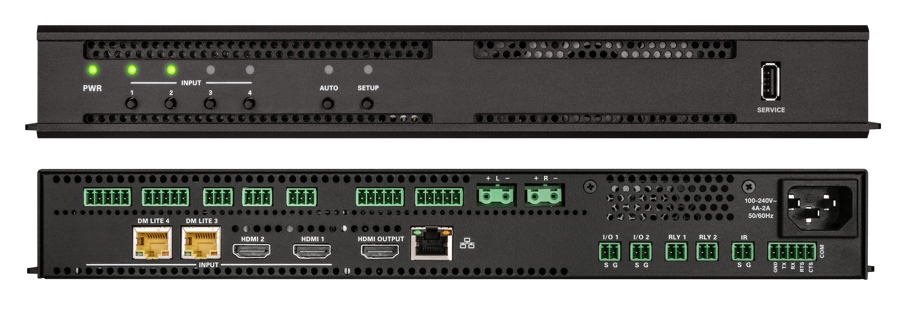 PWR
INPUT
1 2 3 4
AUTO SETUP
SERVICE
+ L − + R −
100-240V~
4A-2A
50/60Hz
DM LITE 4 DM LITE 3
HDMI 2 HDMI 1 HDMI OUTPUT
INPUT
I/O 1 I/O 2 RLY 1 RLY 2 IR
S G S G S G
COM
GND TX RX RTS CTS